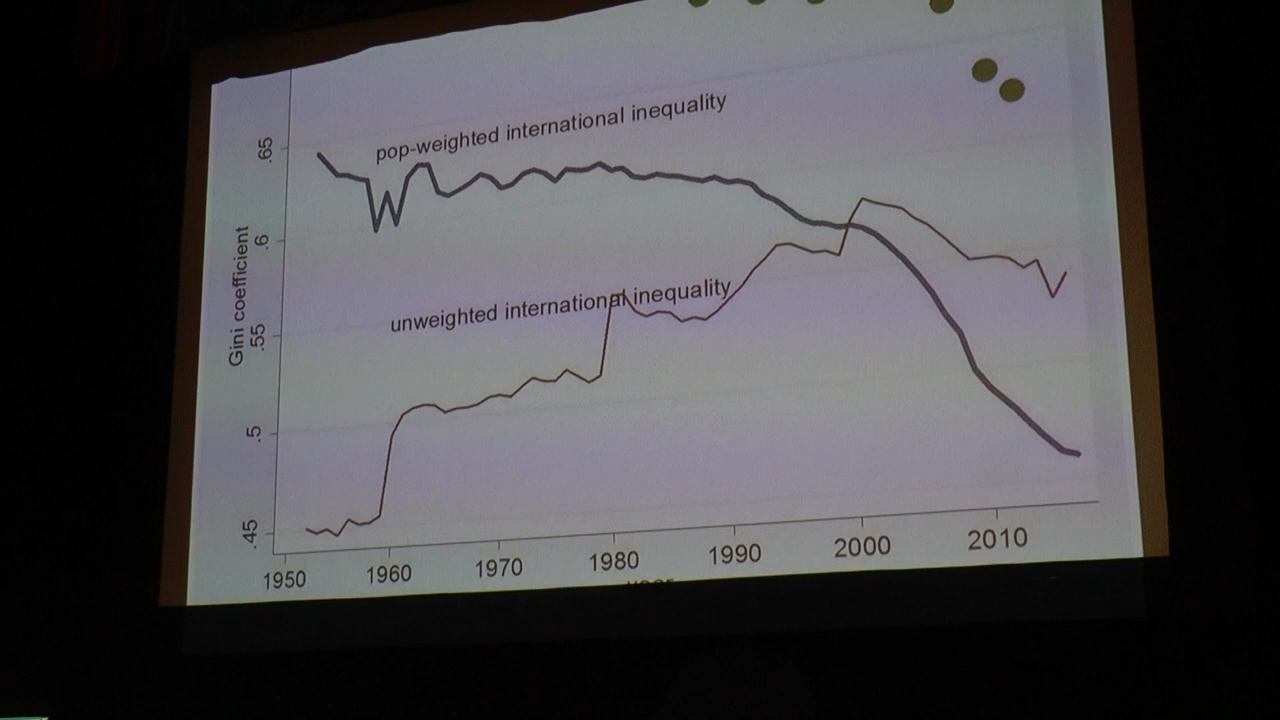 pop-weighted international inequality
unweighted international inequality
Gini coefficient
.65
.6
.55
.5
.45
1950 1960 1970 1980 1990 2000 2010